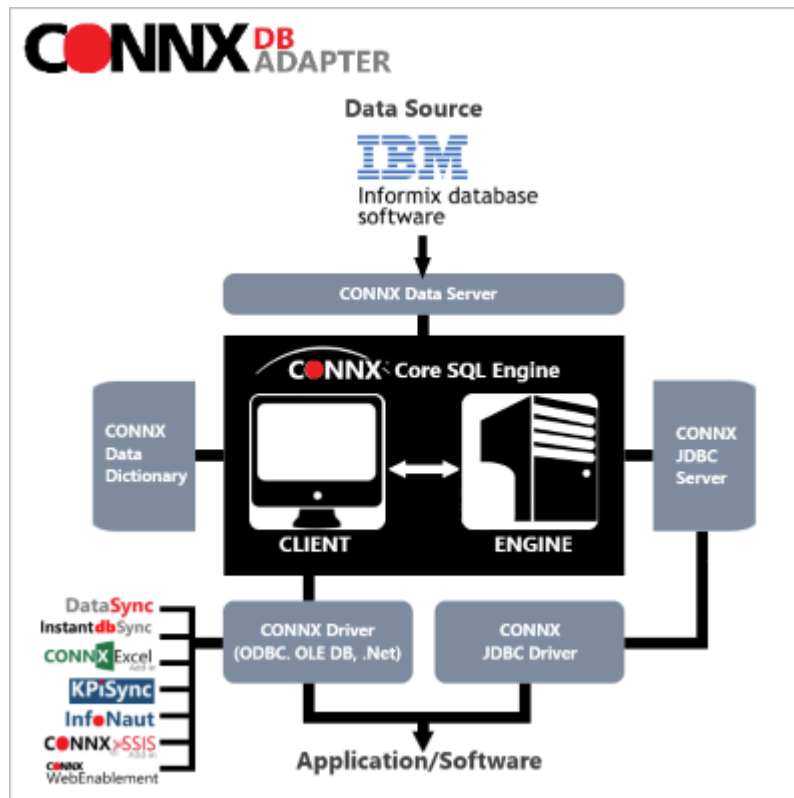 CONNX DB
ADAPTER
Data Source
IBM
Informix database
software
CONNX Data Server
CONNX Core SQL Engine
CONNX
Data
Dictionary
CONNX
JDBC
Server
CLIENT
ENGINE
DataSync
InstantdbSync
CONNX Excel
Add-in
KPiSync
InfoNaut
CONNX SSIS
Add-in
CONNX
WebEnablement
CONNX Driver
(ODBC. OLE DB, .Net)
CONNX
JDBC Driver
Application/Software